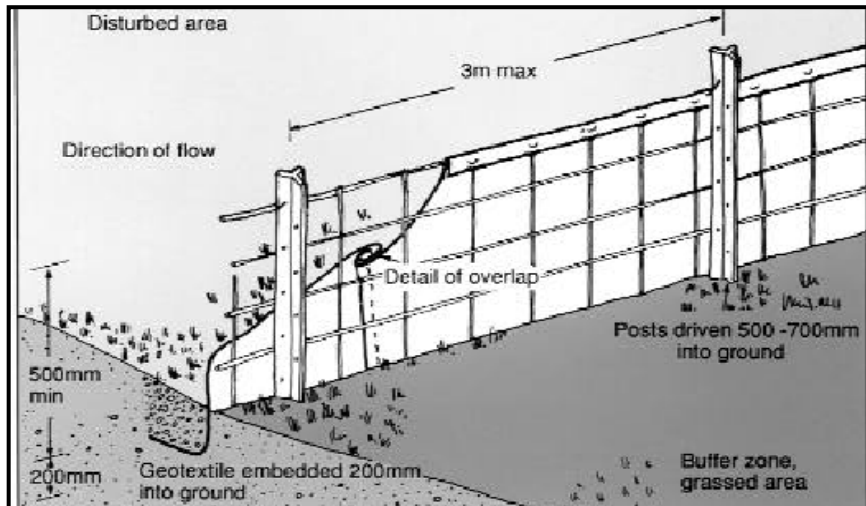 Disturbed area
3m max
Direction of flow
Detail of overlap
Posts driven 500 -700mm
into ground
500mm
min
200mm
Geotextile embedded 200mm
into ground
Buffer zone,
grassed area